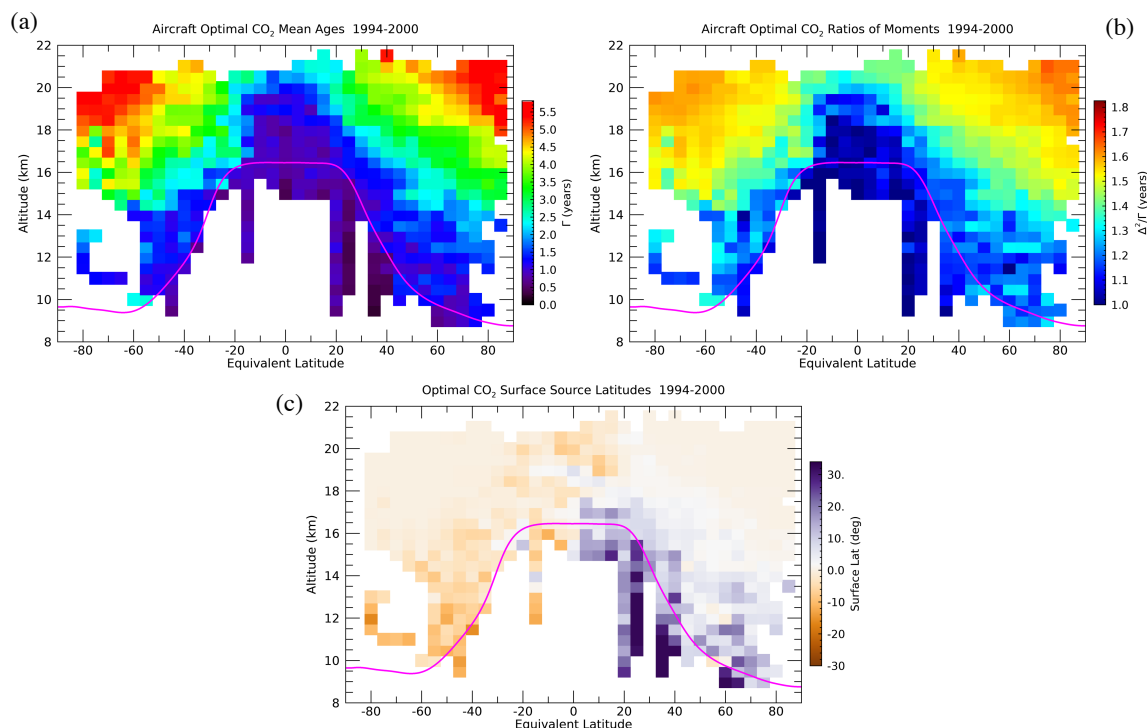 (a)
Aircraft Optimal CO2 Mean Ages 1994-2000
22
20
18
16
14
12
10
8
Altitude (km)
-80 -60 -40 -20 0 20 40 60 80
Equivalent Latitude
5.5
5.0
4.5
4.0
3.5
3.0
2.5
2.0
1.5
1.0
0.5
0.0
Γ (years)
(b)
Aircraft Optimal CO2 Ratios of Moments 1994-2000
22
20
18
16
14
12
10
8
Altitude (km)
-80 -60 -40 -20 0 20 40 60 80
Equivalent Latitude
1.8
1.7
1.6
1.5
1.4
1.3
1.2
1.1
1.0
Δ²/Γ (years)
(c)
Optimal CO2 Surface Source Latitudes 1994-2000
22
20
18
16
14
12
10
8
Altitude (km)
-80 -60 -40 -20 0 20 40 60 80
Equivalent Latitude
30.
20.
10.
0.0
-10
-20
-30
Surface Lat (deg)